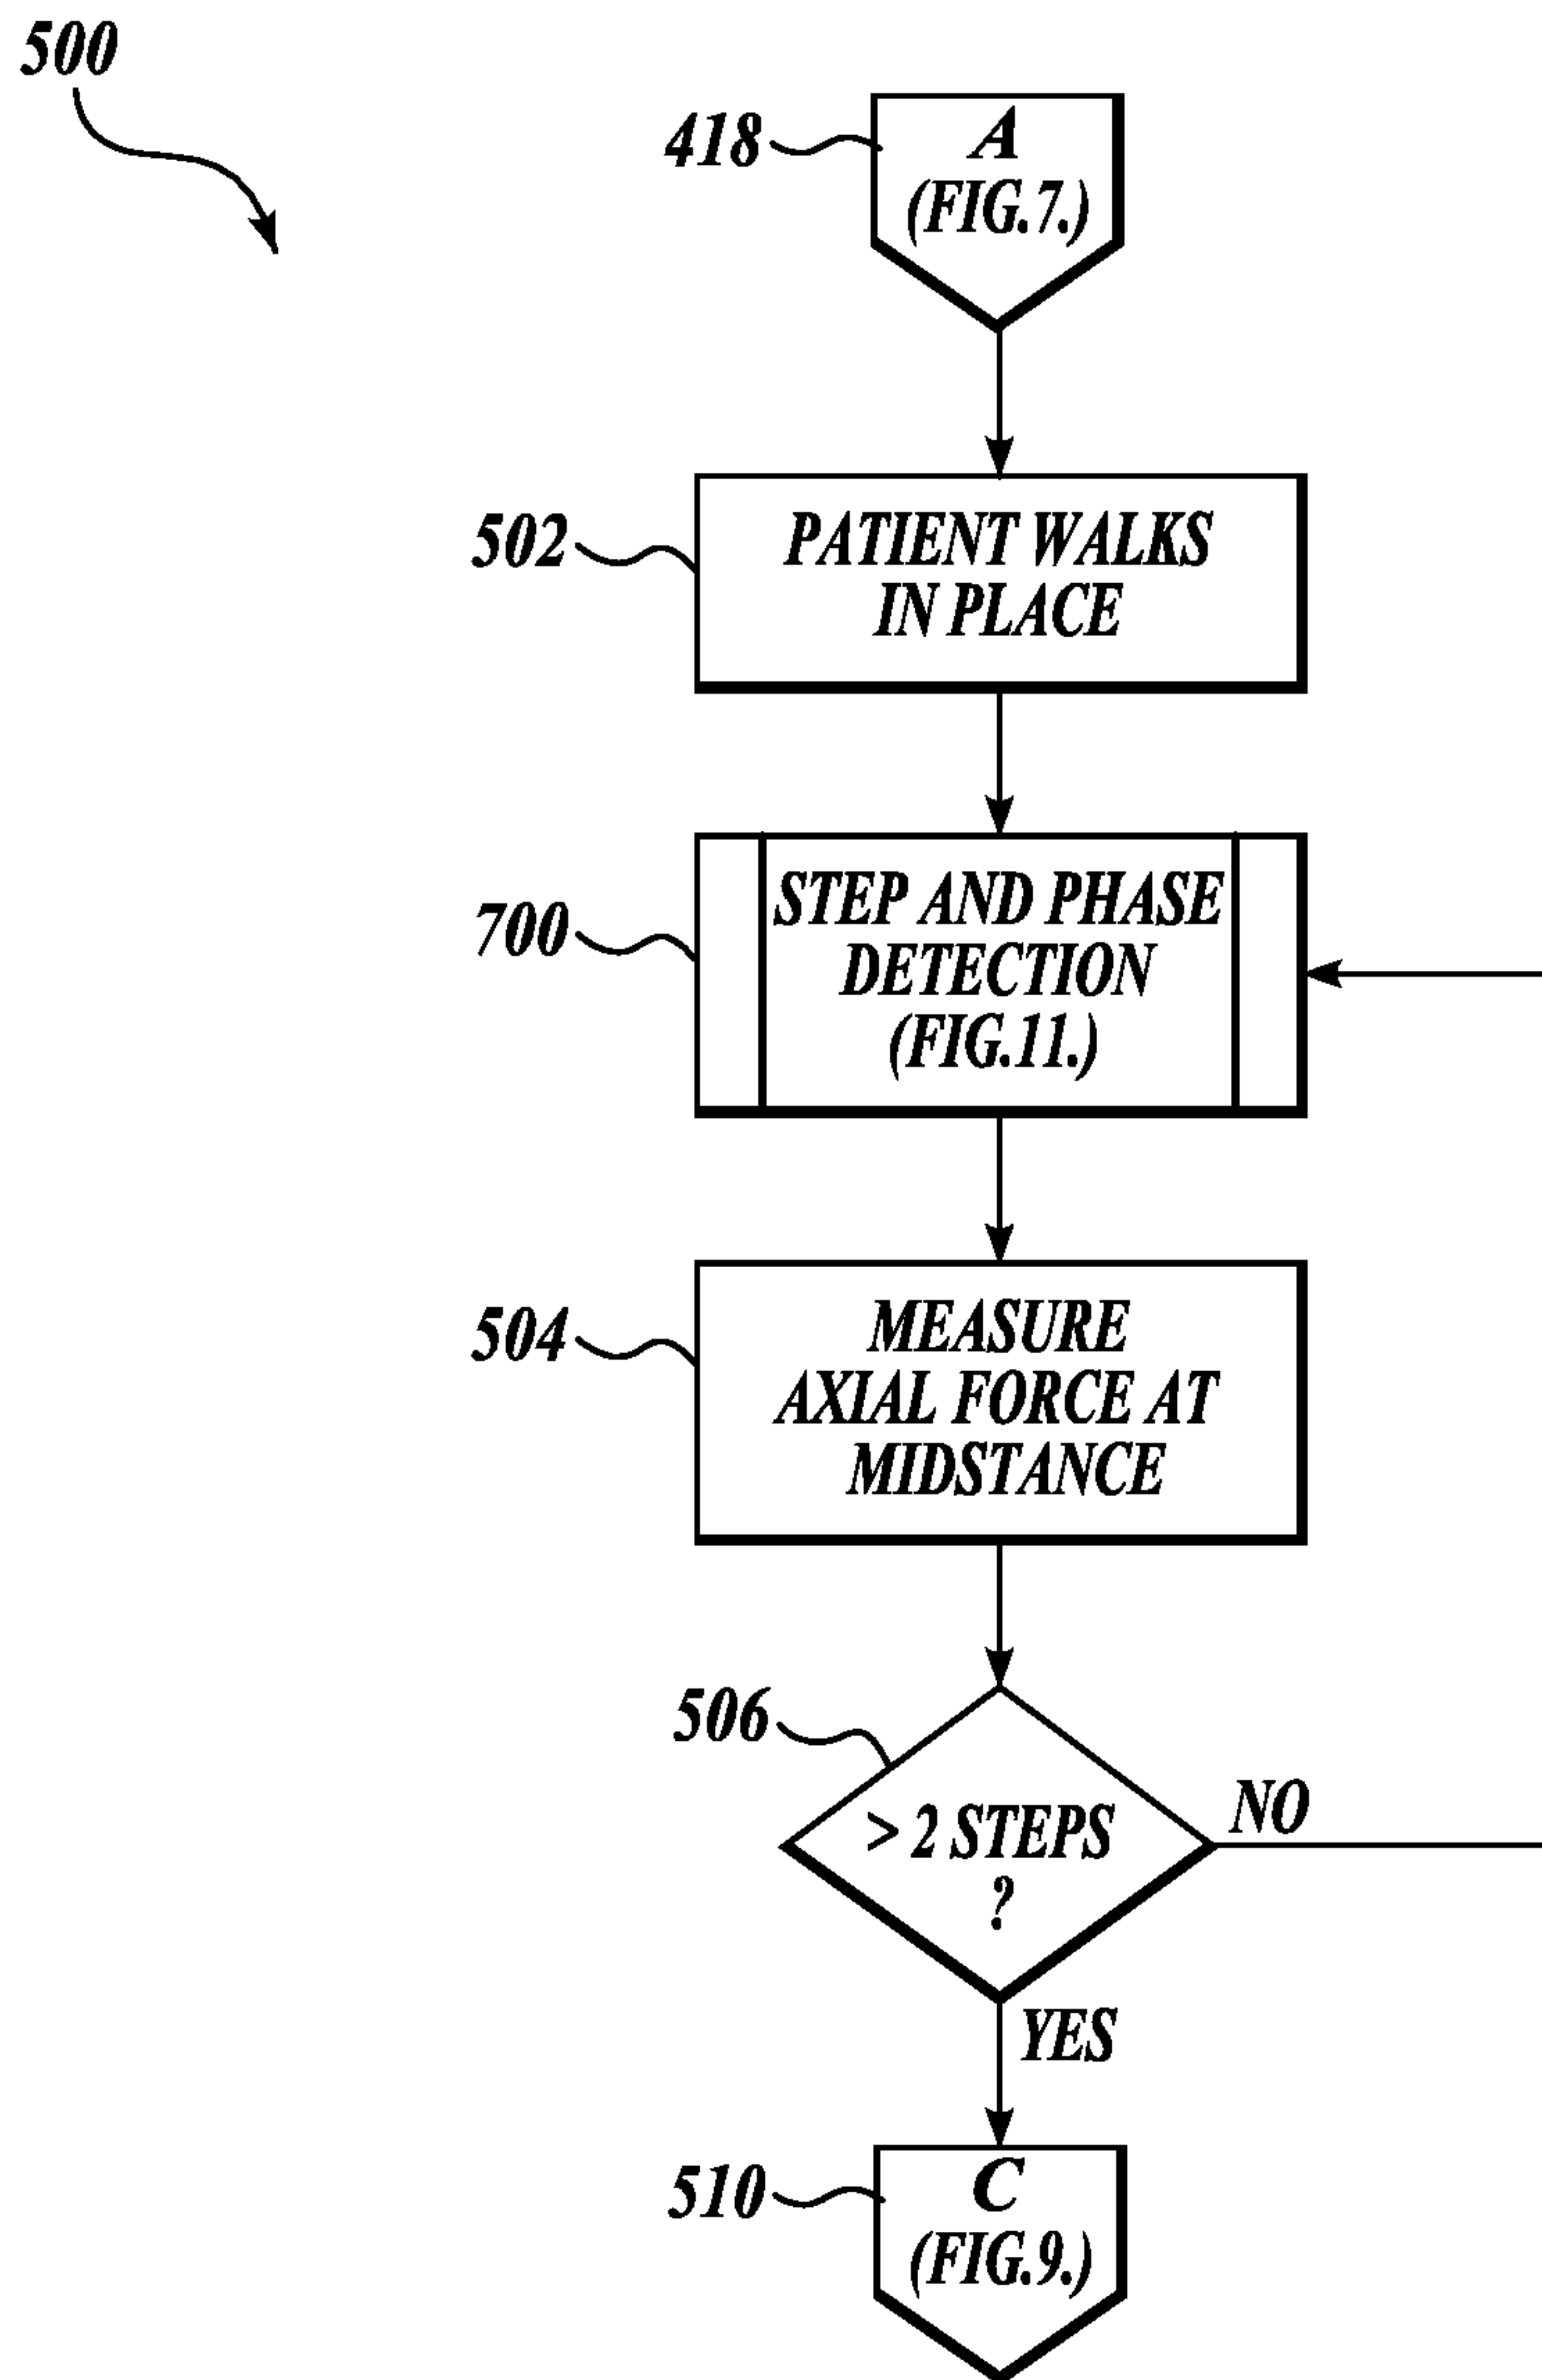 500
418
A
(FIG.7.)
502
PATIENT WALKS
IN PLACE
700
STEP AND PHASE
DETECTION
(FIG.11.)
504
MEASURE
AXIAL FORCE AT
MIDSTANCE
506
> 2 STEPS
?
NO
YES
510
C
(FIG.9.)